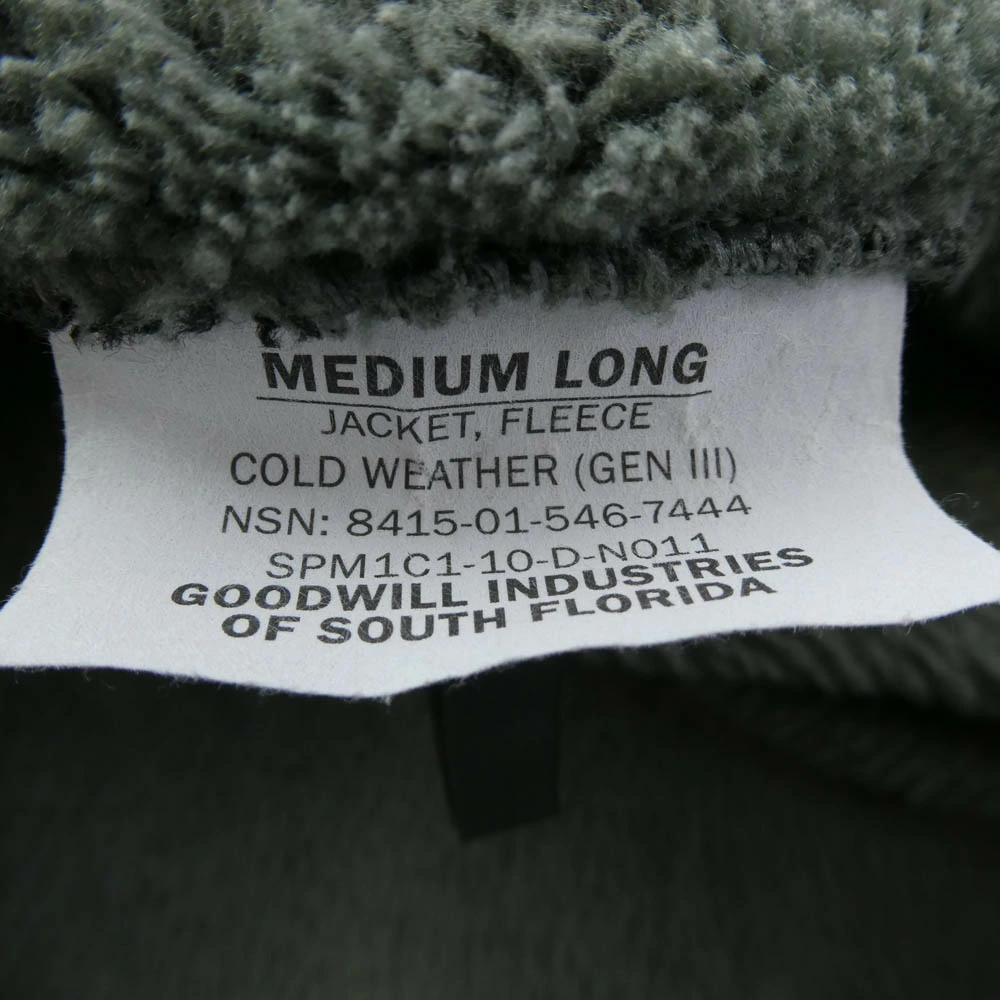 MEDIUM LONG
JACKET, FLEECE
COLD WEATHER (GEN III)
NSN: 8415-01-546-7444
SPM1C1-10-D-N011
GOODWILL INDUSTRIES
OF SOUTH FLORIDA